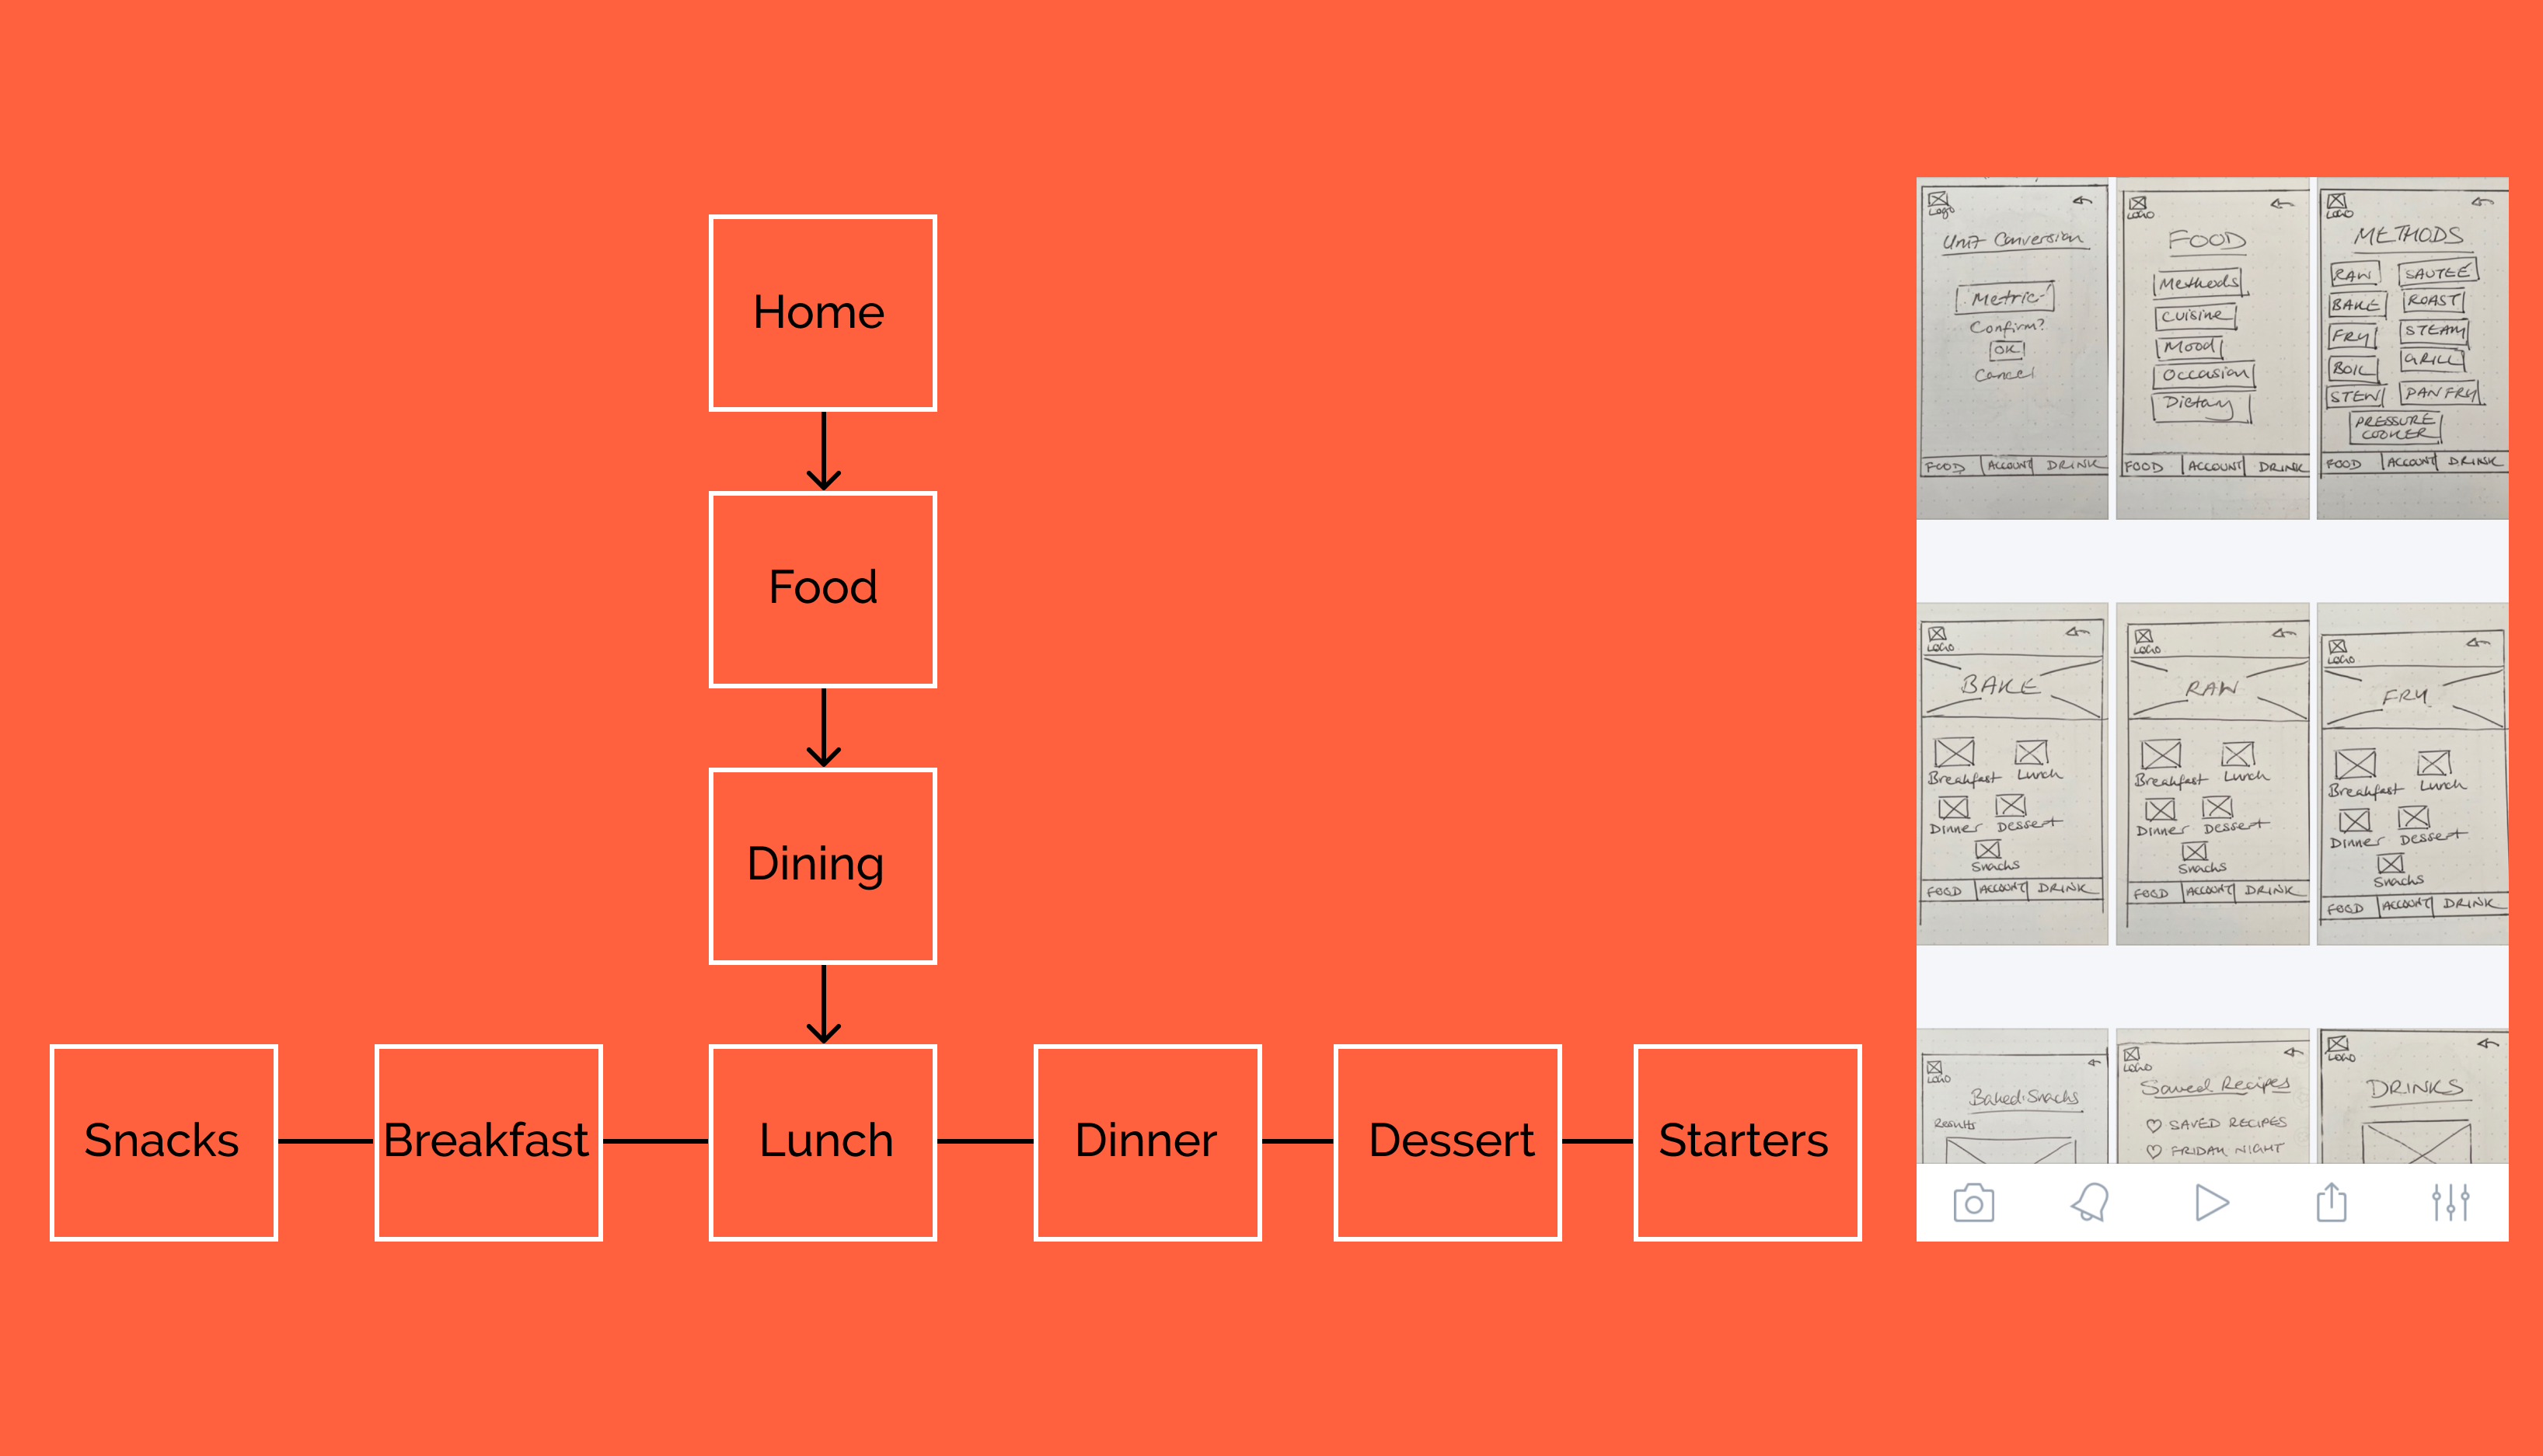 Home
Food
Dining
Snacks Breakfast Lunch Dinner Dessert Starters
Logo
Unit Conversion
Metric
Confirm?
OK
Cancel
FOOD ACCOUNT DRINK
LOGO
FOOD
Methods
Cuisine
Mood
Occasion
Dietary
FOOD ACCOUNT DRINK
LOGO
METHODS
RAW SAUTEÉ
BAKE ROAST
FRY STEAM
BOIL GRILL
STEW PAN FRY
PRESSURE
COOKER
FOOD ACCOUNT DRINK
LOGO
BAKE
Breakfast Lunch
Dinner Dessert
Snacks
FOOD ACCOUNT DRINK
LOGO
RAW
Breakfast Lunch
Dinner Dessert
Snacks
FOOD ACCOUNT DRINK
LOGO
FRY
Breakfast Lunch
Dinner Dessert
Snacks
FOOD ACCOUNT DRINK
LOGO
Baked Snacks
Results
LOGO
Saved Recipes
SAVED RECIPES
FRIDAY NIGHT
LOGO
DRINKS